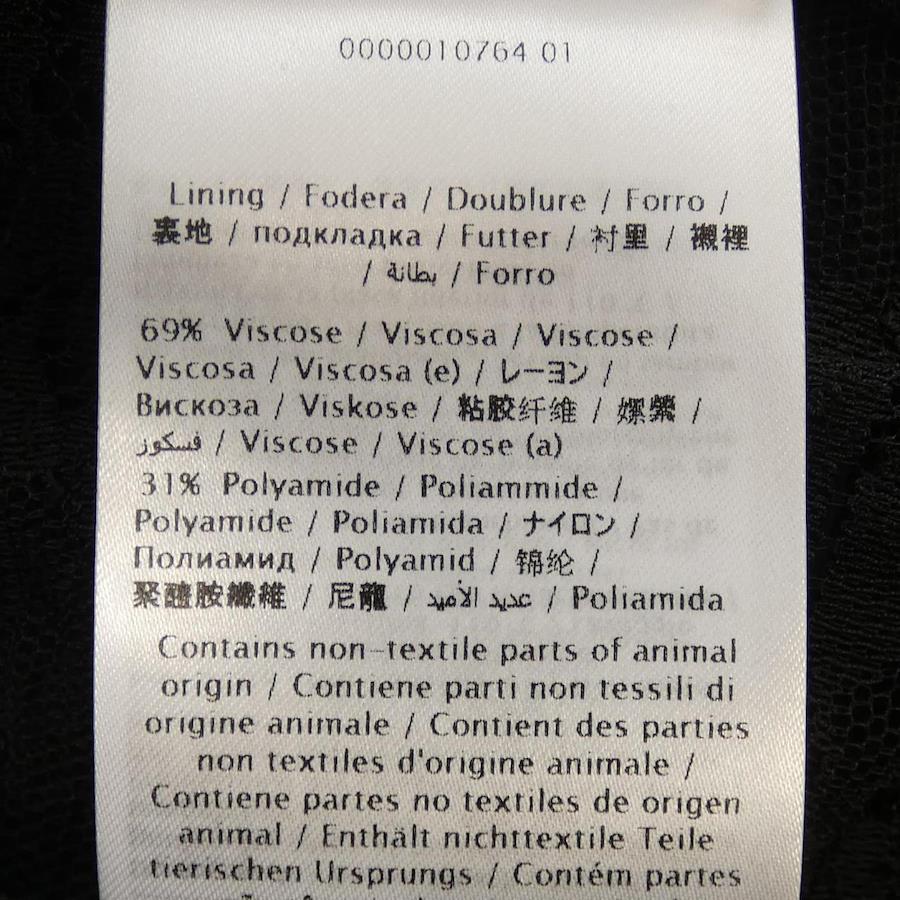 0000010764 01
Lining / Fodera / Doublure / Forro /
裏地 / подкладка / Futter / 衬里 / 襯裡
/ بطانة / Forro
69% Viscose / Viscosa / Viscose /
Viscosa / Viscosa (e) / レーヨン /
Вискоза / Viskose / 粘胶纤维 / 嫘縈 /
فسكوز / Viscose / Viscose (a)
31% Polyamide / Poliammide /
Polyamide / Poliamida / ナイロン /
Полиамид / Polyamid / 锦纶 /
聚醯胺纖維 / 尼龍 / عديد الأميد / Poliamida
Contains non-textile parts of animal
origin / Contiene parti non tessili di
origine animale / Contient des parties
non textiles d'origine animale /
Contiene partes no textiles de origen
animal / Enthält nichttextile Teile
tierischen Ursprungs / Contém partes